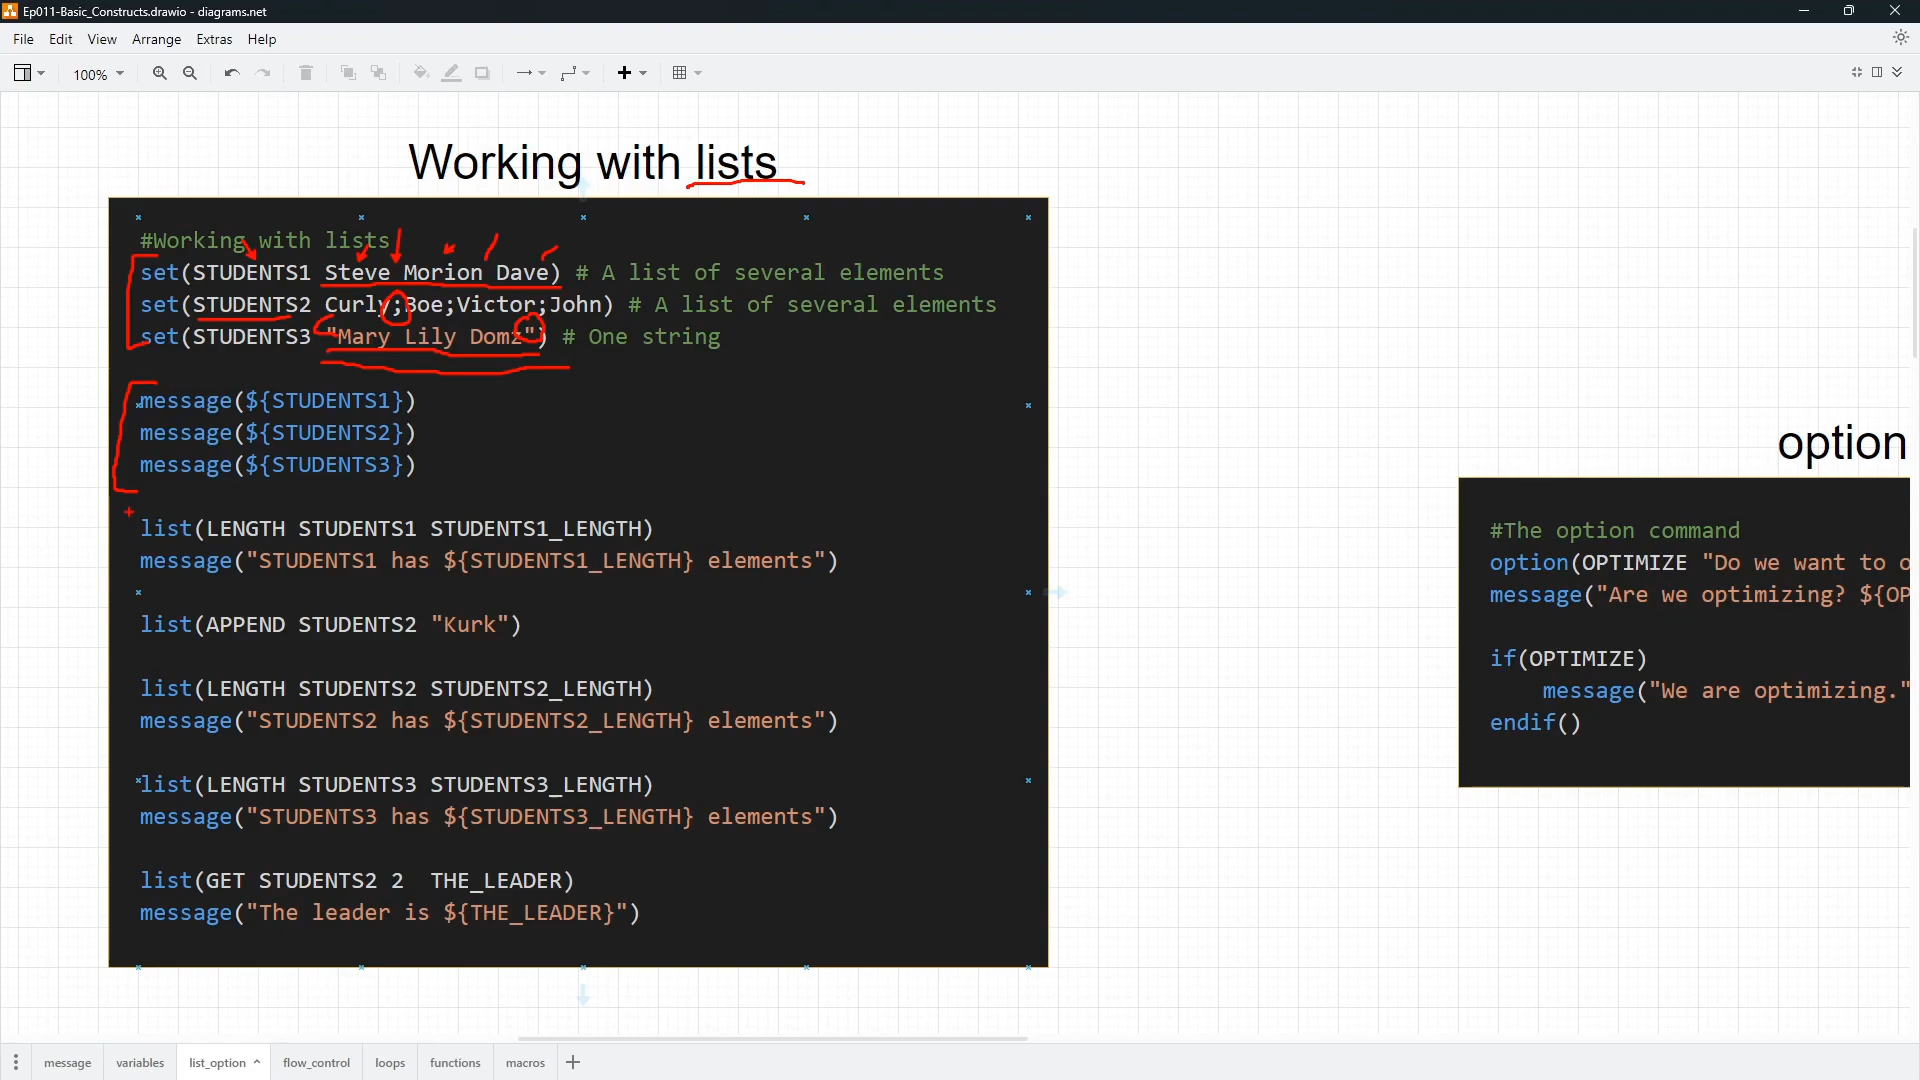 Ep011-Basic_Constructs.drawio - diagrams.net
File Edit View Arrange Extras Help
100%
Working with lists
#Working with lists
set(STUDENTS1 Steve Morion Dave) # A list of several elements
set(STUDENTS2 Curly;Boe;Victor;John) # A list of several elements
set(STUDENTS3 "Mary Lily Domz") # One string
message(${STUDENTS1})
message(${STUDENTS2})
message(${STUDENTS3})
list(LENGTH STUDENTS1 STUDENTS1_LENGTH)
message("STUDENTS1 has ${STUDENTS1_LENGTH} elements")
list(APPEND STUDENTS2 "Kurk")
list(LENGTH STUDENTS2 STUDENTS2_LENGTH)
message("STUDENTS2 has ${STUDENTS2_LENGTH} elements")
list(LENGTH STUDENTS3 STUDENTS3_LENGTH)
message("STUDENTS3 has ${STUDENTS3_LENGTH} elements")
list(GET STUDENTS2 2  THE_LEADER)
message("The leader is ${THE_LEADER}")
option
#The option command
option(OPTIMIZE "Do we want to o
message("Are we optimizing? ${OP
if(OPTIMIZE)
message("We are optimizing."
endif()
message variables list_option flow_control loops functions macros